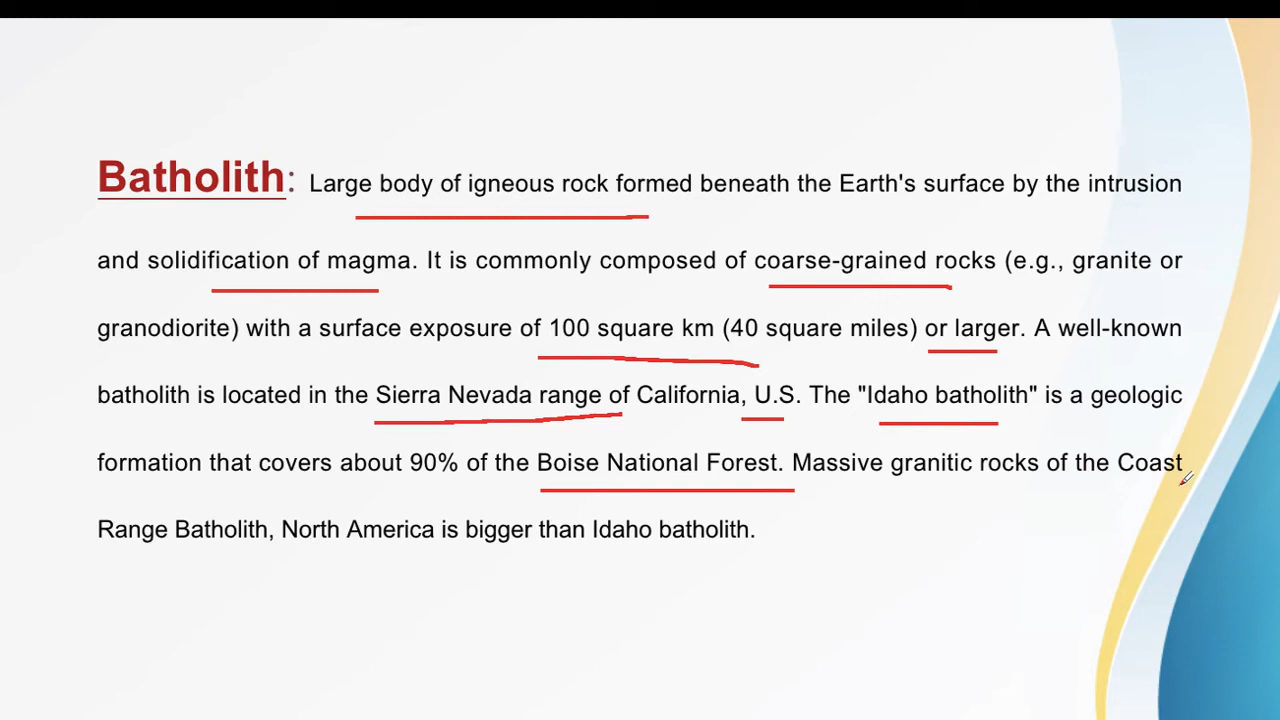 Batholith: Large body of igneous rock formed beneath the Earth's surface by the intrusion
and solidification of magma. It is commonly composed of coarse-grained rocks (e.g., granite or
granodiorite) with a surface exposure of 100 square km (40 square miles) or larger. A well-known
batholith is located in the Sierra Nevada range of California, U.S. The "Idaho batholith" is a geologic
formation that covers about 90% of the Boise National Forest. Massive granitic rocks of the Coast
Range Batholith, North America is bigger than Idaho batholith.